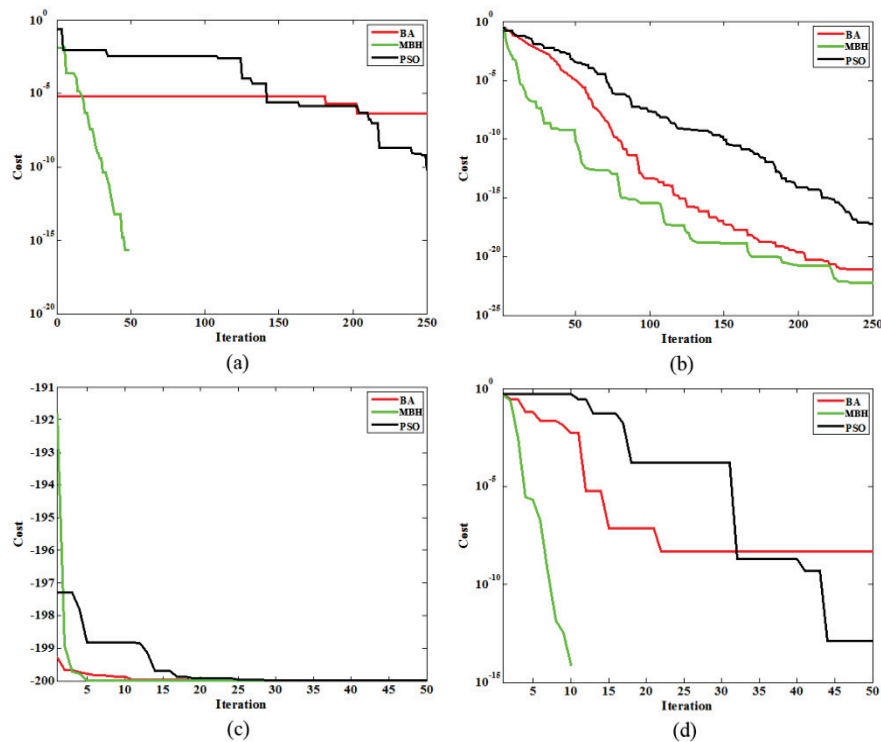 10^0
10^-5
10^-10
10^-15
10^-20
Cost
0
50
100
150
200
250
Iteration
BA
MBH
PSO
(a)
10^0
10^-5
10^-10
10^-15
10^-20
10^-25
Cost
50
100
150
200
250
Iteration
BA
MBH
PSO
(b)
-191
-192
-193
-194
-195
-196
-197
-198
-199
-200
Cost
5
10
15
20
25
30
35
40
45
50
Iteration
BA
MBH
PSO
(c)
10^0
10^-5
10^-10
10^-15
Cost
5
10
15
20
25
30
35
40
45
50
Iteration
BA
MBH
PSO
(d)